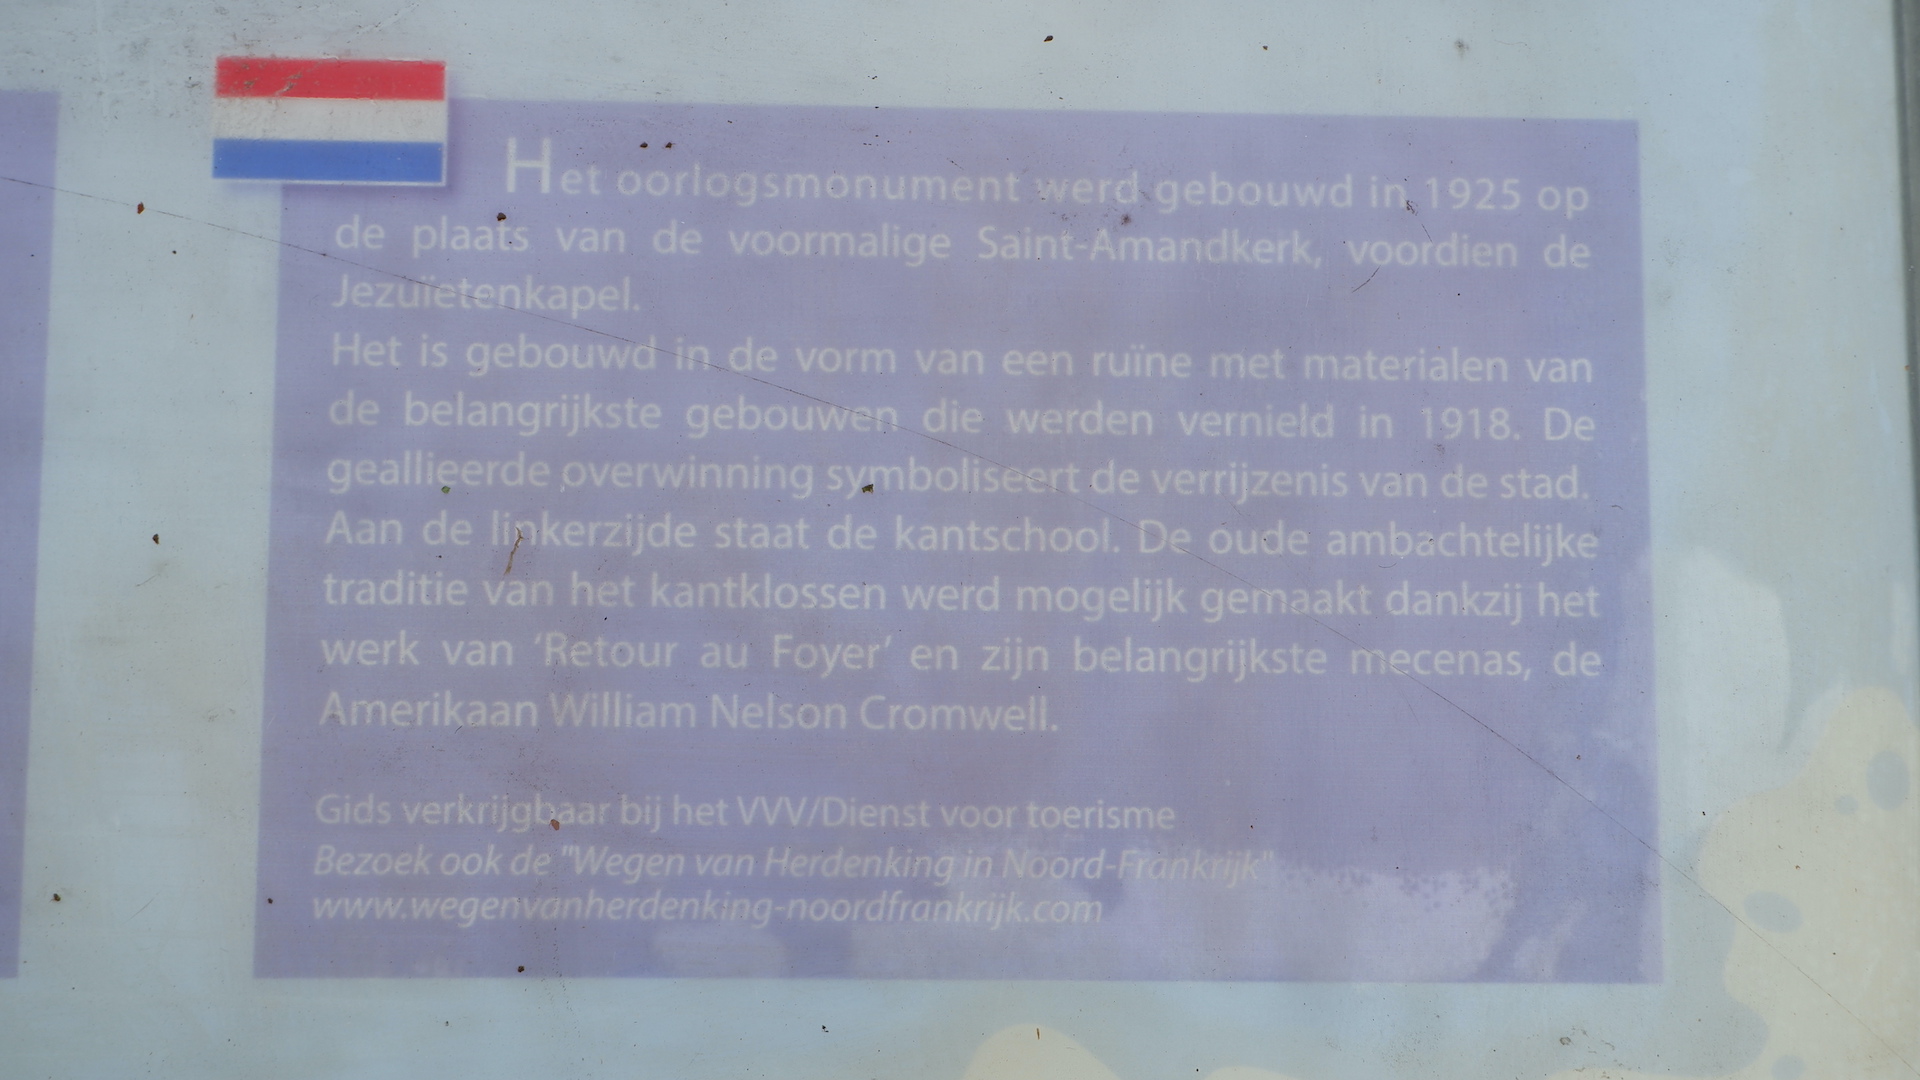 Het oorlogsmonument werd gebouwd in 1925 op
de plaats van de voormalige Saint-Amandkerk, voordien de
Jezuïetenkapel.
Het is gebouwd in de vorm van een ruïne met materialen van
de belangrijkste gebouwen die werden vernield in 1918. De
geallieerde overwinning symboliseert de verrijzenis van de stad.
Aan de linkerzijde staat de kantschool. De oude ambachtelijke
traditie van het kantklossen werd mogelijk gemaakt dankzij het
werk van ‘Retour au Foyer’ en zijn belangrijkste mecenas, de
Amerikaan William Nelson Cromwell.
Gids verkrijgbaar bij het VVV/Dienst voor toerisme
Bezoek ook de "Wegen van Herdenking in Noord-Frankrijk"
www.wegenvanherdenking-noordfrankrijk.com